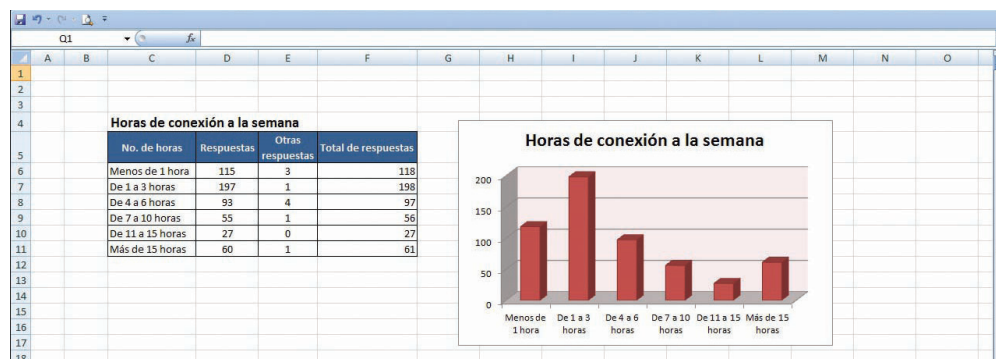 Q1
fx
A B C D E F G H I J K L M N O
1
2
3
4 Horas de conexión a la semana
5 No. de horas Respuestas Otras respuestas Total de respuestas
6 Menos de 1 hora 115 3 118
7 De 1 a 3 horas 197 1 198
8 De 4 a 6 horas 93 4 97
9 De 7 a 10 horas 55 1 56
10 De 11 a 15 horas 27 0 27
11 Más de 15 horas 60 1 61
12
13
14
15
16
17
18
Horas de conexión a la semana
200
150
100
50
0
Menos de 1 hora De 1 a 3 horas De 4 a 6 horas De 7 a 10 horas De 11 a 15 horas Más de 15 horas